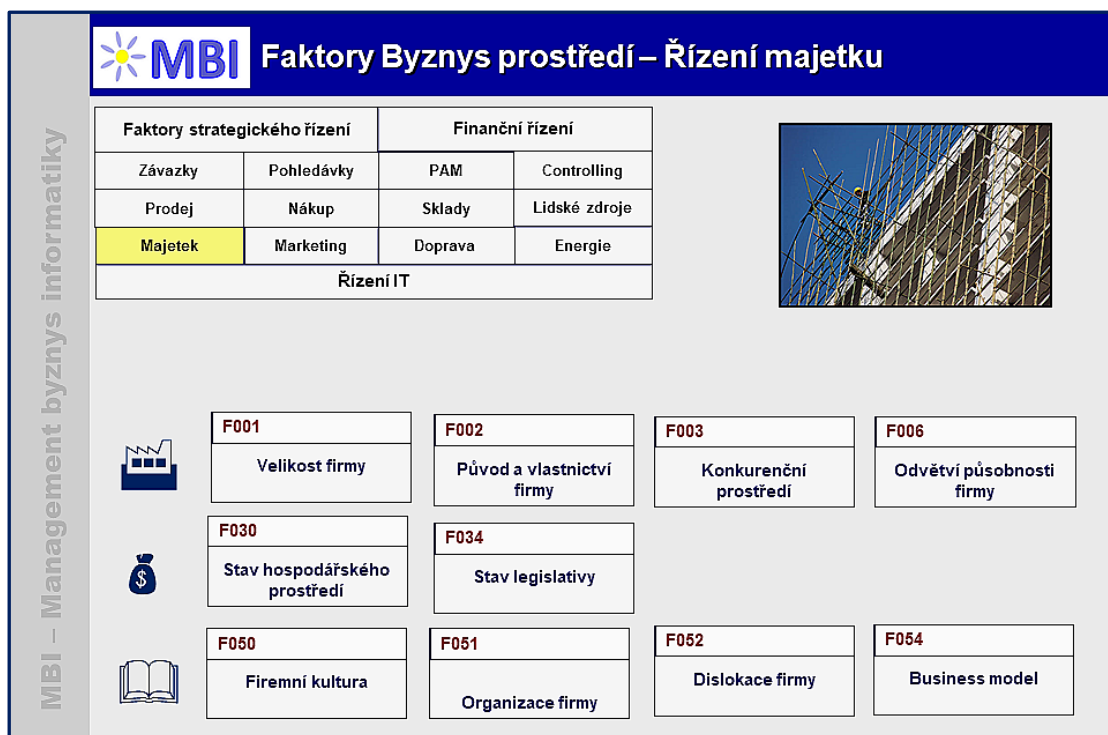 MBI
Faktory Byznys prostředí – Řízení majetku
MBI – Management byznys informatiky
Faktory strategického řízení
Finanční řízení
Závazky
Pohledávky
PAM
Controlling
Prodej
Nákup
Sklady
Lidské zdroje
Majetek
Marketing
Doprava
Energie
Řízení IT
F001
Velikost firmy
F002
Původ a vlastnictví
firmy
F003
Konkurenční
prostředí
F006
Odvětví působnosti
firmy
$
F030
Stav hospodářského
prostředí
F034
Stav legislativy
F050
Firemní kultura
F051
Organizace firmy
F052
Dislokace firmy
F054
Business model